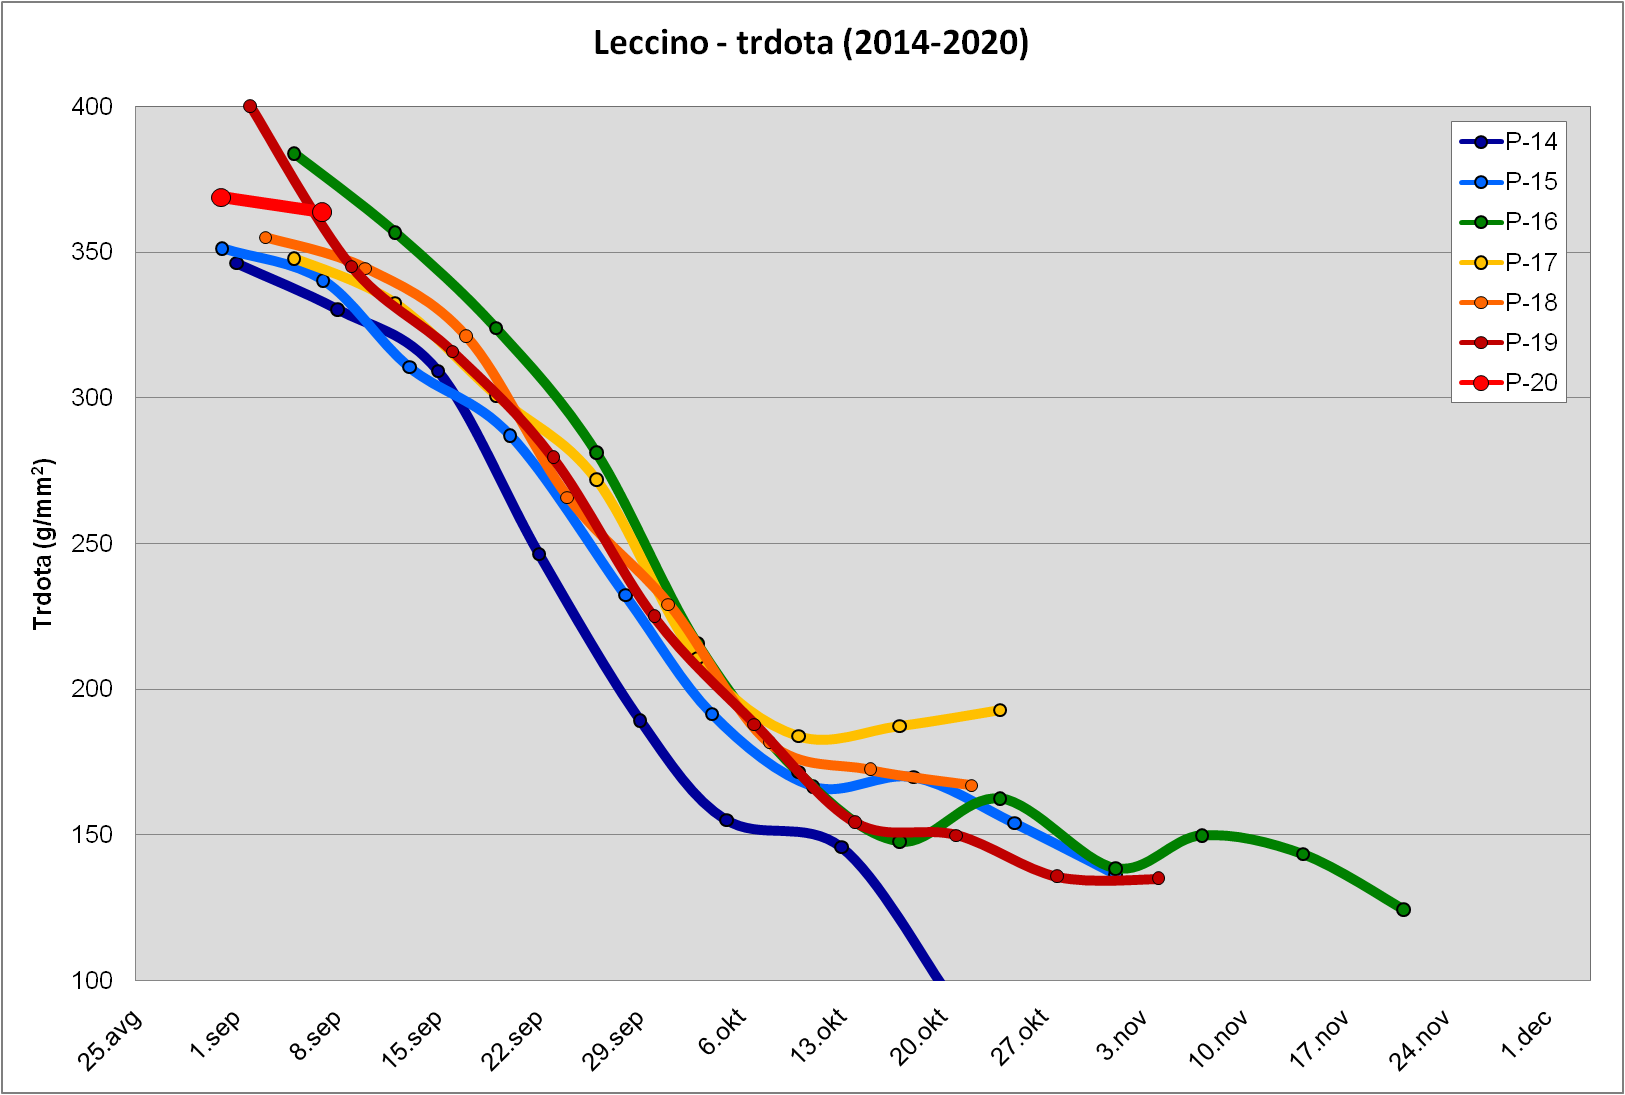 Leccino - trdota (2014-2020)
Trdota (g/mm²)
400
350
300
250
200
150
100
25.avg
1.sep
8.sep
15.sep
22.sep
29.sep
6.okt
13.okt
20.okt
27.okt
3.nov
10.nov
17.nov
24.nov
1.dec
P-14
P-15
P-16
P-17
P-18
P-19
P-20